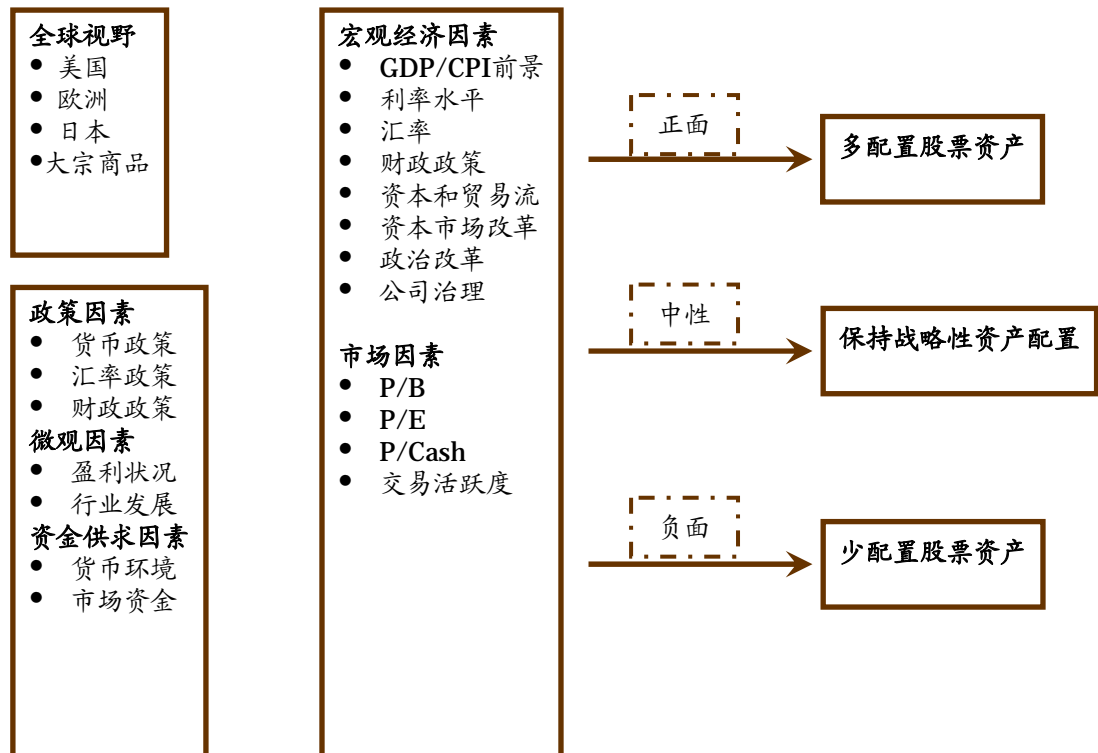 全球视野
● 美国
● 欧洲
● 日本
●大宗商品
政策因素
● 货币政策
● 汇率政策
● 财政政策
微观因素
● 盈利状况
● 行业发展
资金供求因素
● 货币环境
● 市场资金
宏观经济因素
● GDP/CPI前景
● 利率水平
● 汇率
● 财政政策
● 资本和贸易流
● 资本市场改革
● 政治改革
● 公司治理
市场因素
● P/B
● P/E
● P/Cash
● 交易活跃度
正面
多配置股票资产
中性
保持战略性资产配置
负面
少配置股票资产